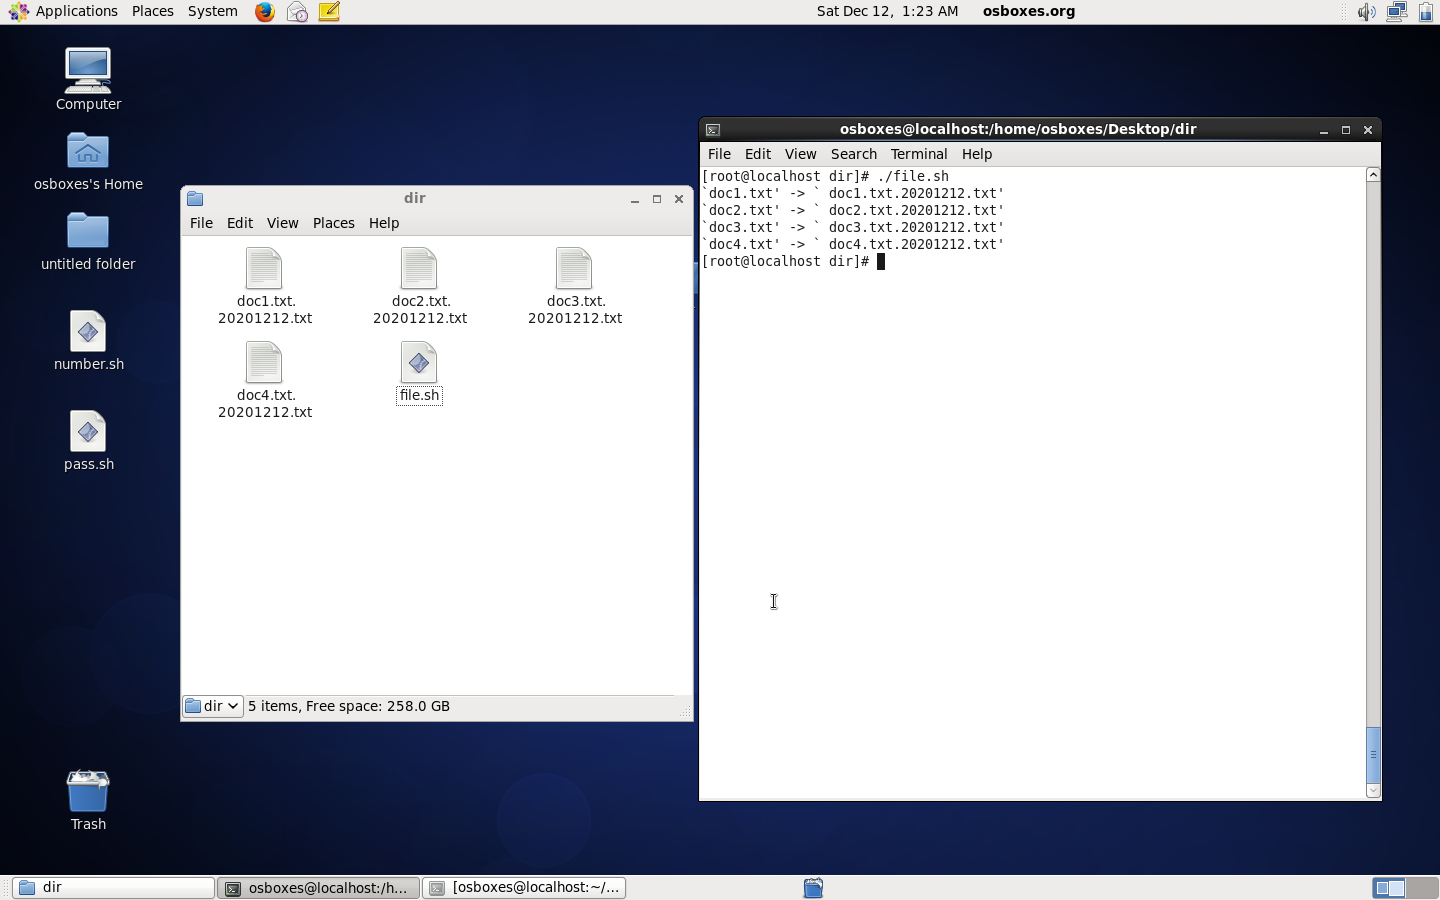 Applications Places System
Sat Dec 12, 1:23 AM osboxes.org
Computer
osboxes's Home
untitled folder
number.sh
pass.sh
Trash
dir
File Edit View Places Help
doc1.txt.
20201212.txt
doc2.txt.
20201212.txt
doc3.txt.
20201212.txt
doc4.txt.
20201212.txt
file.sh
dir 5 items, Free space: 258.0 GB
osboxes@localhost:/home/osboxes/Desktop/dir
File Edit View Search Terminal Help
[root@localhost dir]# ./file.sh
`doc1.txt' -> ` doc1.txt.20201212.txt'
`doc2.txt' -> ` doc2.txt.20201212.txt'
`doc3.txt' -> ` doc3.txt.20201212.txt'
`doc4.txt' -> ` doc4.txt.20201212.txt'
[root@localhost dir]#
dir
osboxes@localhost:/h...
[osboxes@localhost:~/...